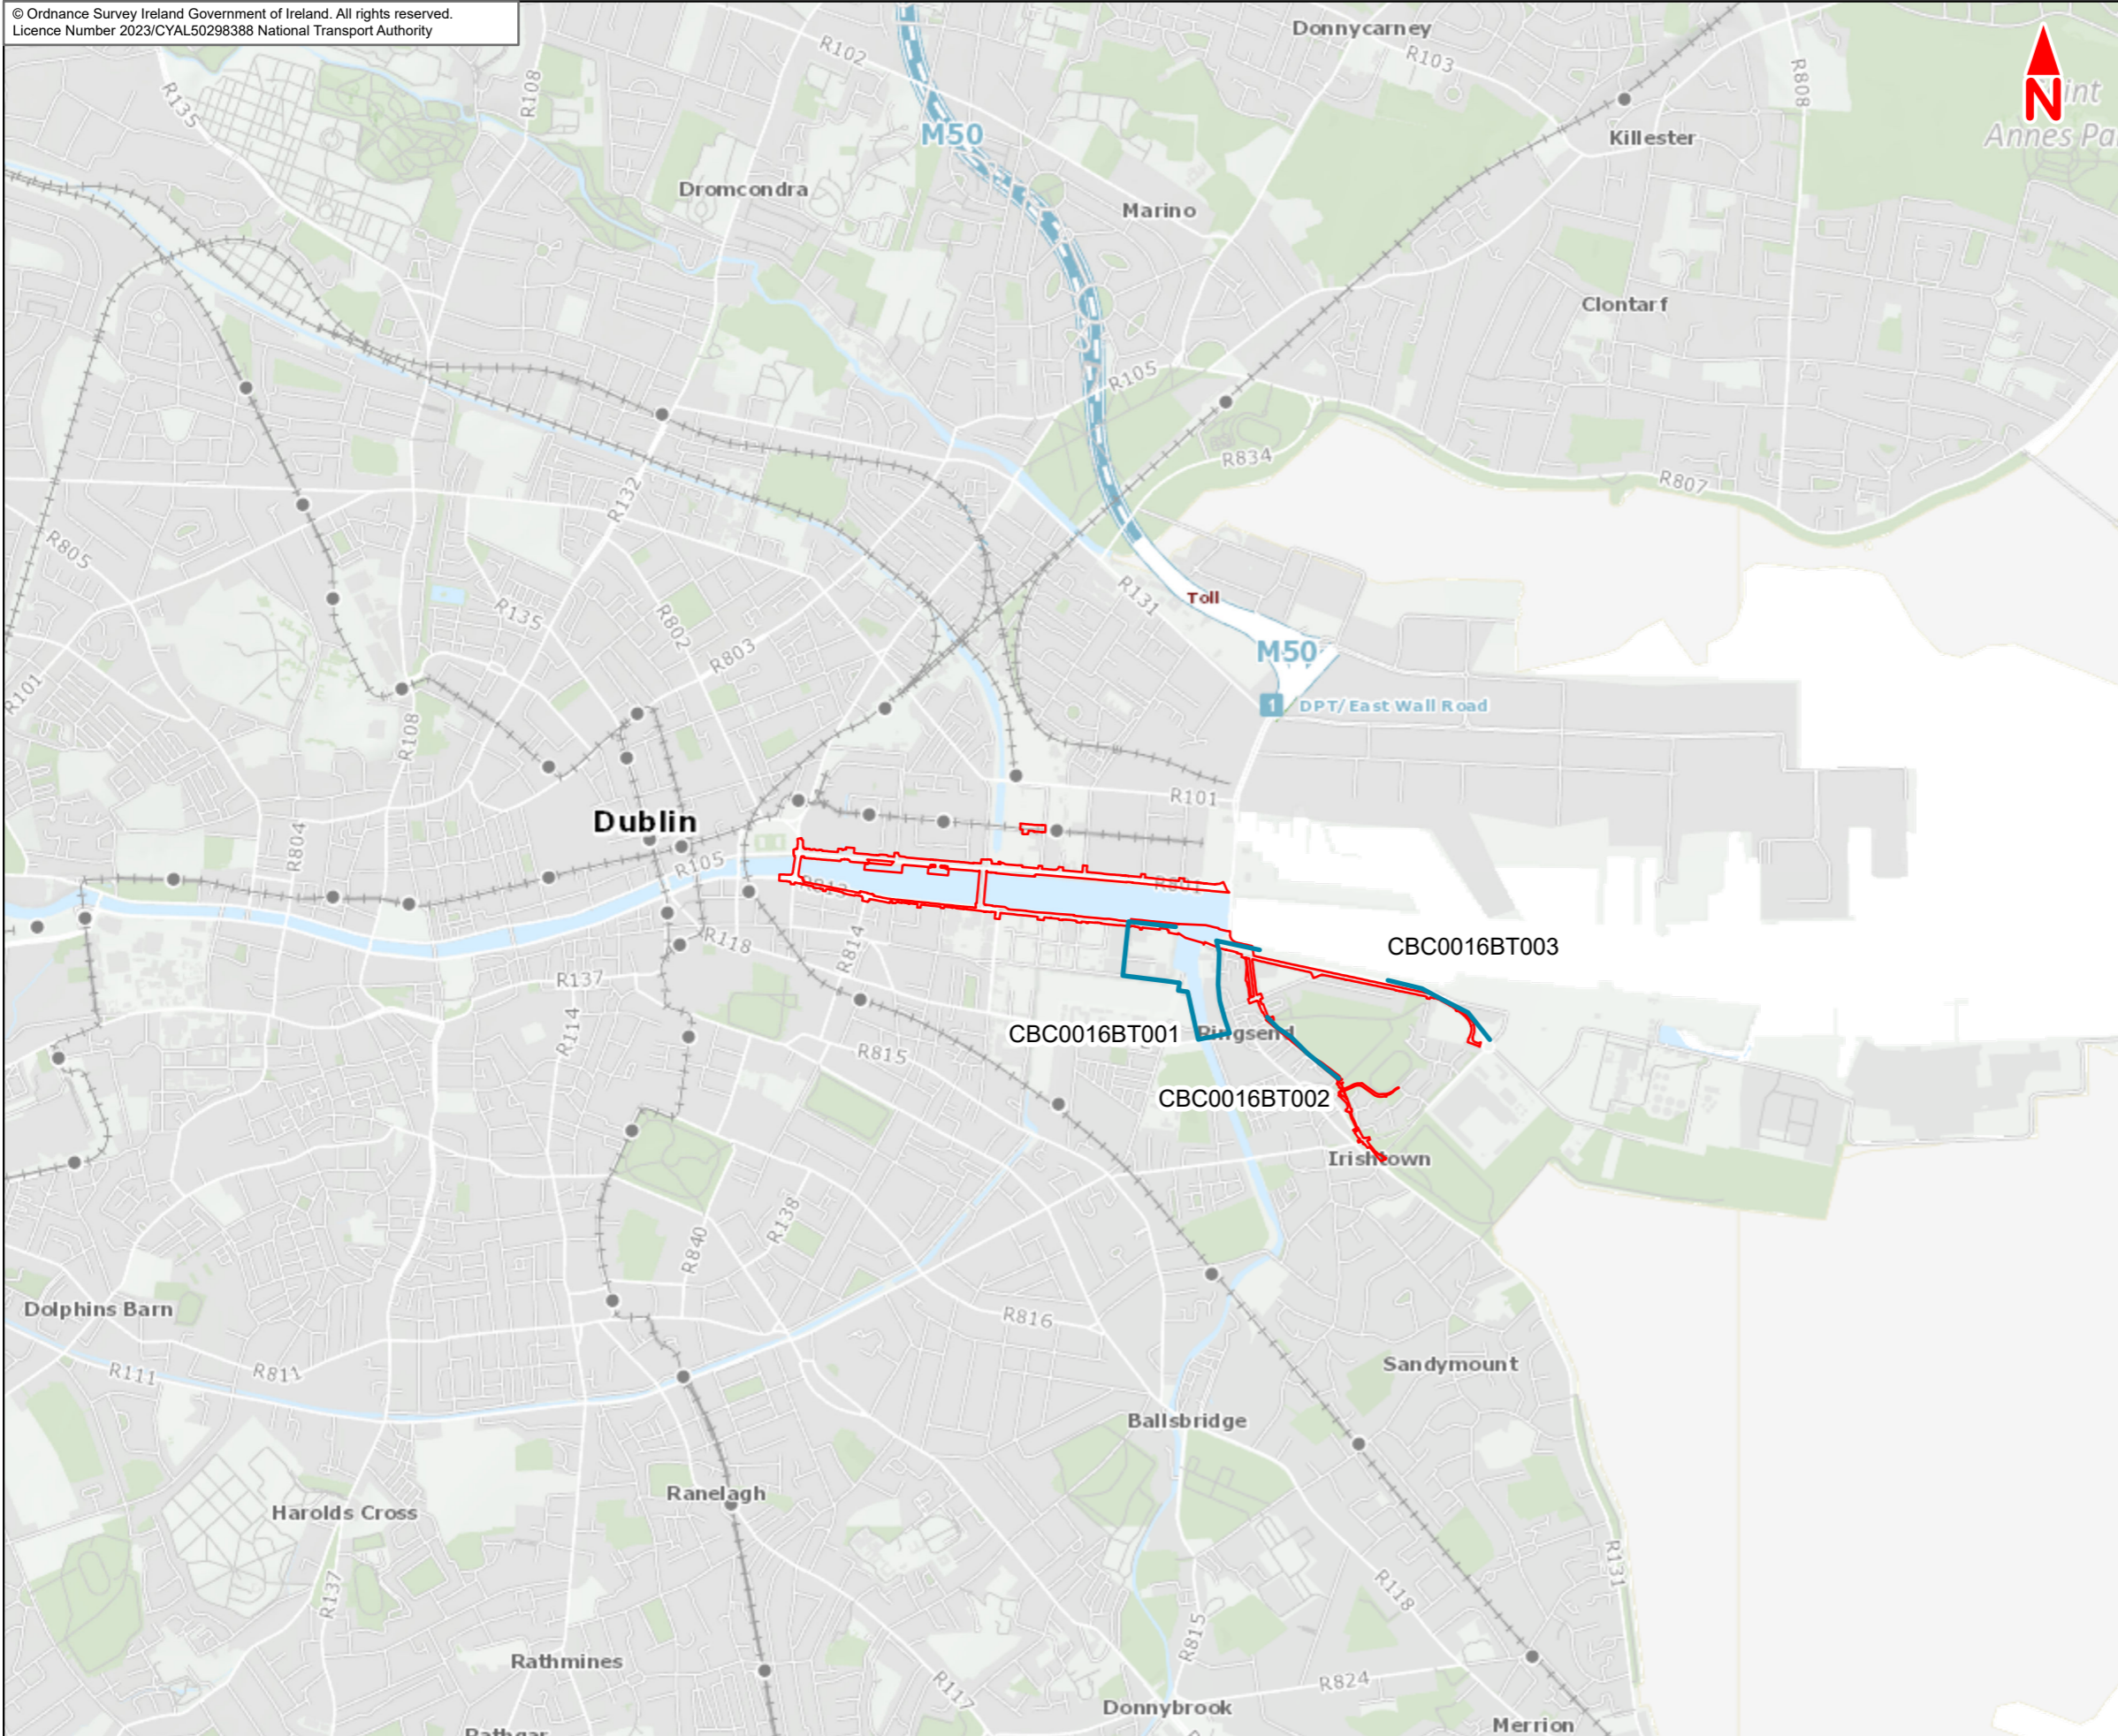 © Ordnance Survey Ireland Government of Ireland. All rights reserved.
Licence Number 2023/CYAL50298388 National Transport Authority
Donnycarney
R102
R103
R108
R808
N
R135
M50
Killester
Annes
Dromcondra
Marino
Clontarf
R105
R834
R807
R132
R805
R131
Toll
R135
R802
M50
R803
R101
1 DPT/East Wall Road
R108
R101
Dublin
R804
R105
R813
R801
R118
R814
CBC0016BT003
R137
R114
CBC0016BT001
Ringsend
R815
CBC0016BT002
Irishtown
R138
R840
Dolphins Barn
R816
R111
R811
Sandymount
Ballsbridge
Ranelagh
Harolds Cross
R131
R137
R118
R815
Rathmines
R824
R117
Donnybrook
Merrion